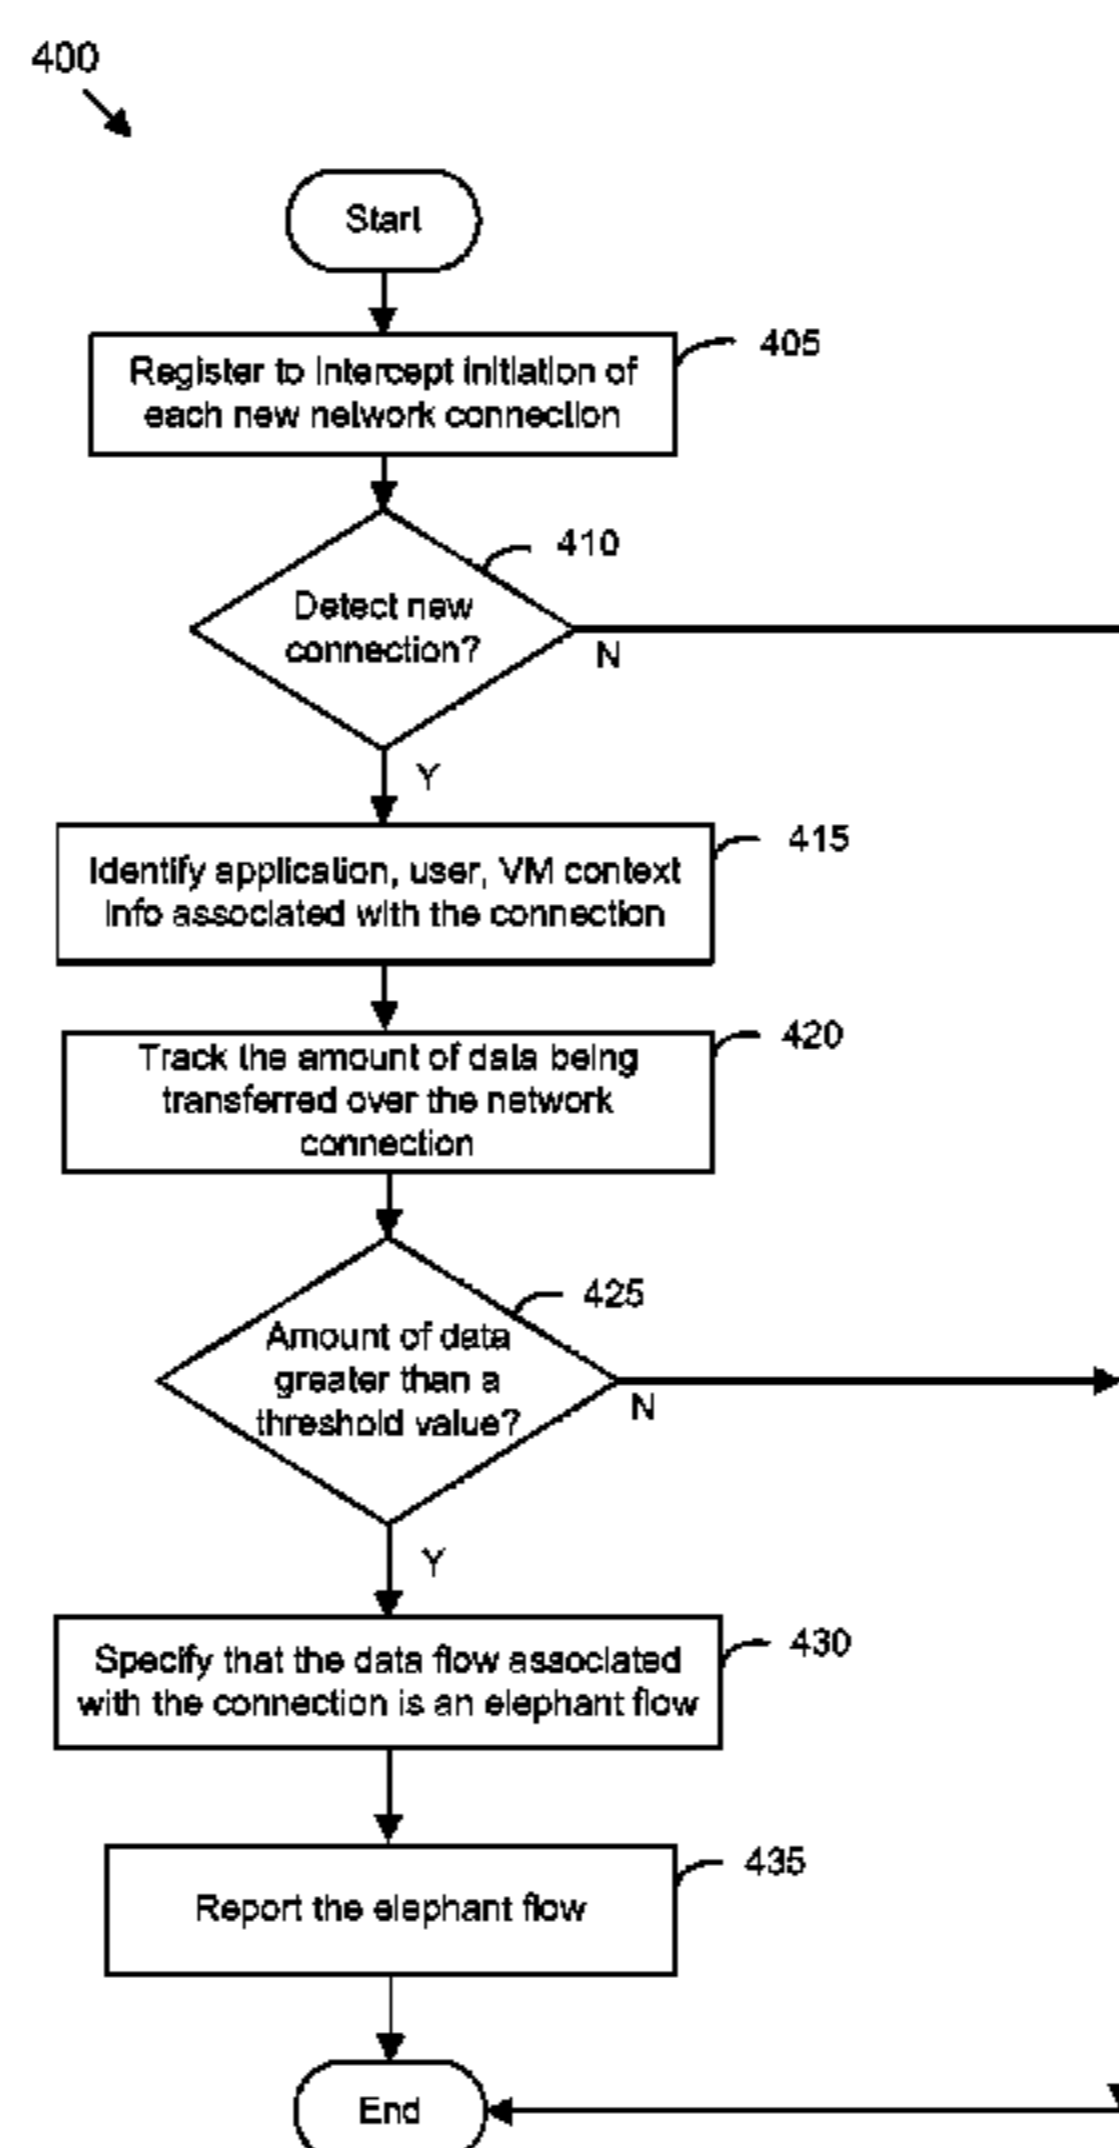 400
Start
Register to intercept initiation of
each new network connection
405
Detect new
connection?
410
N
Y
Identify application, user, VM context
info associated with the connection
415
Track the amount of data being
transferred over the network
connection
420
Amount of data
greater than a
threshold value?
425
N
Y
Specify that the data flow associated
with the connection is an elephant flow
430
Report the elephant flow
435
End